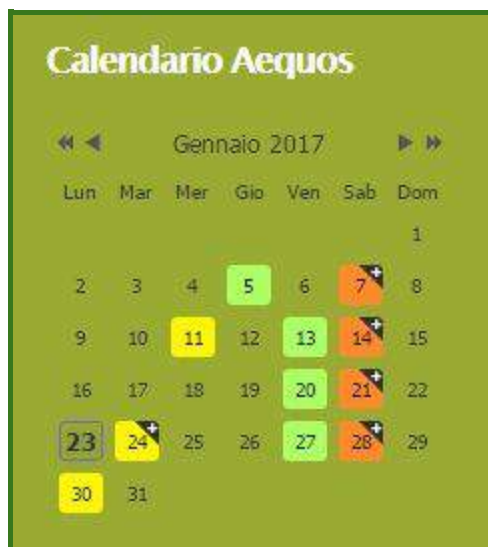 Calendario Aequos
Gennaio 2017
Lun Mar Mer Gio Ven Sab Dom
1
2 3 4 5 6 7 8
9 10 11 12 13 14 15
16 17 18 19 20 21 22
23 24 25 26 27 28 29
30 31